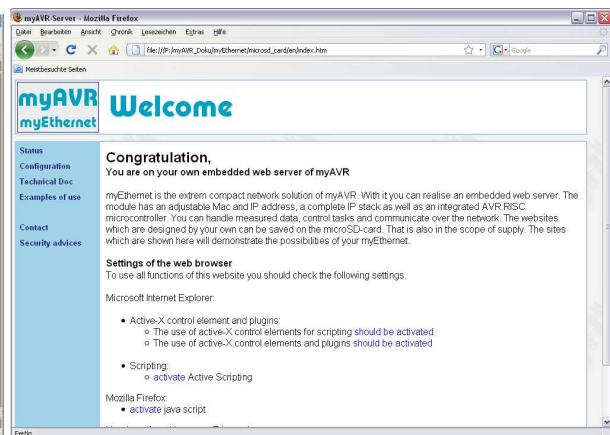 myAVR-Server - Mozilla Firefox
Datei Bearbeiten Ansicht Chronik Lesezeichen Extras Hilfe
file:///P:/myAVR_Doku/myEthernet/microsd_card/en/index.htm
Google
Meistbesuchte Seiten
myAVR
myEthernet
Welcome
Status
Configuration
Technical Doc
Examples of use
Contact
Security advices
Congratulation,
You are on your own embedded web server of myAVR
myEthernet is the extrem compact network solution of myAVR. With it you can realise an embedded web server. The
module has an adjustable Mac and IP address, a complete IP stack as well as an integrated AVR RISC
microcontroller. You can handle measured data, control tasks and communicate over the network. The websites
which are designed by your own can be saved on the microSD-card. That is also in the scope of supply. The sites
which are shown here will demonstrate the possibilities of your myEthernet.
Settings of the web browser
To use all functions of this website you should check the following settings.
Microsoft Internet Explorer:
Active-X control element and plugins:
The use of active-X control elements for scripting should be activated
The use of active-X control elements and plugins should be activated
Scripting:
activate Active Scripting
Mozilla Firefox:
activate java script
Fertig